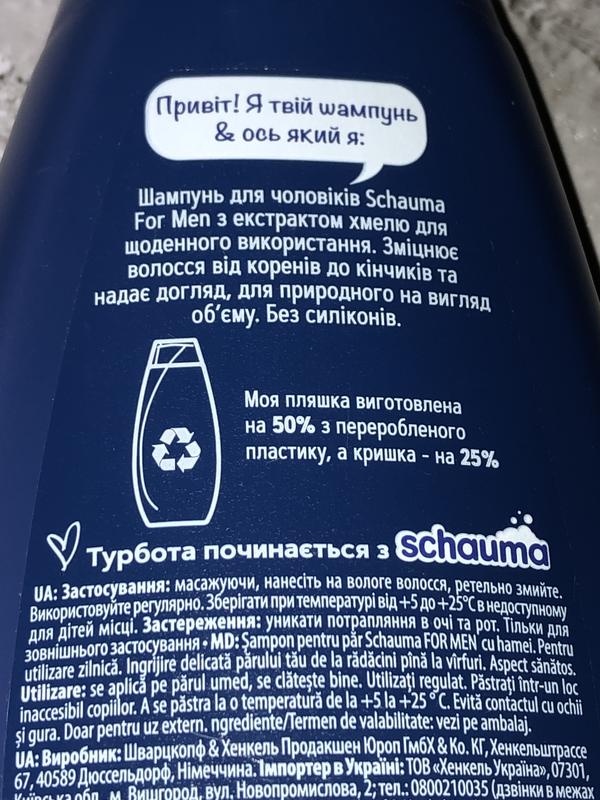 Привіт! Я твій шампунь
& ось який я:
Шампунь для чоловіків Schauma
For Men з екстрактом хмелю для
щоденного використання. Зміцнює
волосся від коренів до кінчиків та
надає догляд, для природного на вигляд
об'єму. Без силіконів.
Моя пляшка виготовлена
на 50% з переробленого
пластику, а кришка - на 25%
Турбота починається з schauma
UA: Застосування: масажуючи, нанесіть на вологе волосся, ретельно змийте.
Використовуйте регулярно. Зберігати при температурі від +5 до +25°C в недоступному
для дітей місці. Застереження: уникати потрапляння в очі та рот. Тільки для
зовнішнього застосування • MD: Șampon pentru păr Schauma FOR MEN cu hamei. Pentru
utilizare zilnică. Ingrijire delicată părului tău de la rădăcini pînă la vîrfuri. Aspect sănătos.
Utilizare: se aplică pe părul umed, se clătește bine. Utilizați regulat. Păstrați într-un loc
inaccesibil copiilor. A se păstra la o temperatură de la +5 la +25 °C. Evită contactul cu ochii
și gura. Doar pentru uz extern. ngrediente/Termen de valabilitate: vezi pe ambalaj.
UA: Виробник: Шварцкопф & Хенкель Продакшен Юроп ГмбХ & Ко. КГ, Хенкельштрассе
67, 40589 Дюссельдорф, Німеччина. Імпортер в Україні: ТОВ «Хенкель Україна», 07301,
Київська обл., м. Вишгород, вул. Новопромислова, 2; тел.: 0800210035 (дзвінки в межах